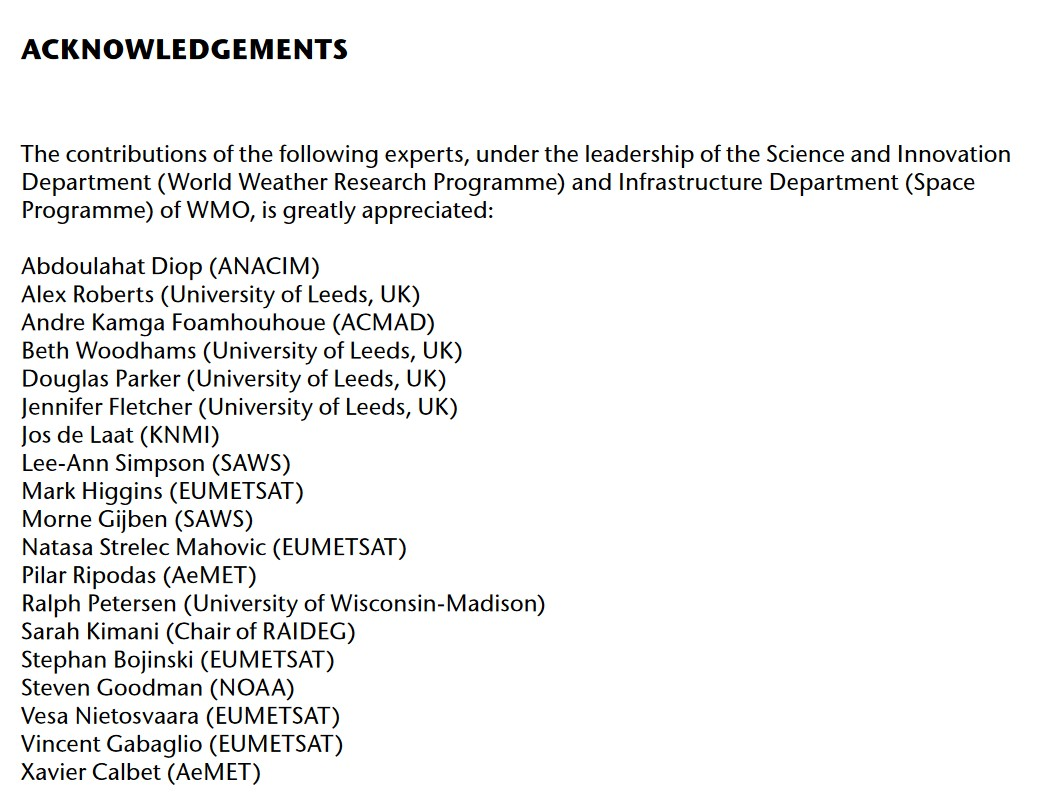 ACKNOWLEDGEMENTS
The contributions of the following experts, under the leadership of the Science and Innovation
Department (World Weather Research Programme) and Infrastructure Department (Space
Programme) of WMO, is greatly appreciated:
Abdoulahat Diop (ANACIM)
Alex Roberts (University of Leeds, UK)
Andre Kamga Foamhouhoue (ACMAD)
Beth Woodhams (University of Leeds, UK)
Douglas Parker (University of Leeds, UK)
Jennifer Fletcher (University of Leeds, UK)
Jos de Laat (KNMI)
Lee-Ann Simpson (SAWS)
Mark Higgins (EUMETSAT)
Morne Gijben (SAWS)
Natasa Strelec Mahovic (EUMETSAT)
Pilar Ripodas (AeMET)
Ralph Petersen (University of Wisconsin-Madison)
Sarah Kimani (Chair of RAIDEG)
Stephan Bojinski (EUMETSAT)
Steven Goodman (NOAA)
Vesa Nietosvaara (EUMETSAT)
Vincent Gabaglio (EUMETSAT)
Xavier Calbet (AeMET)